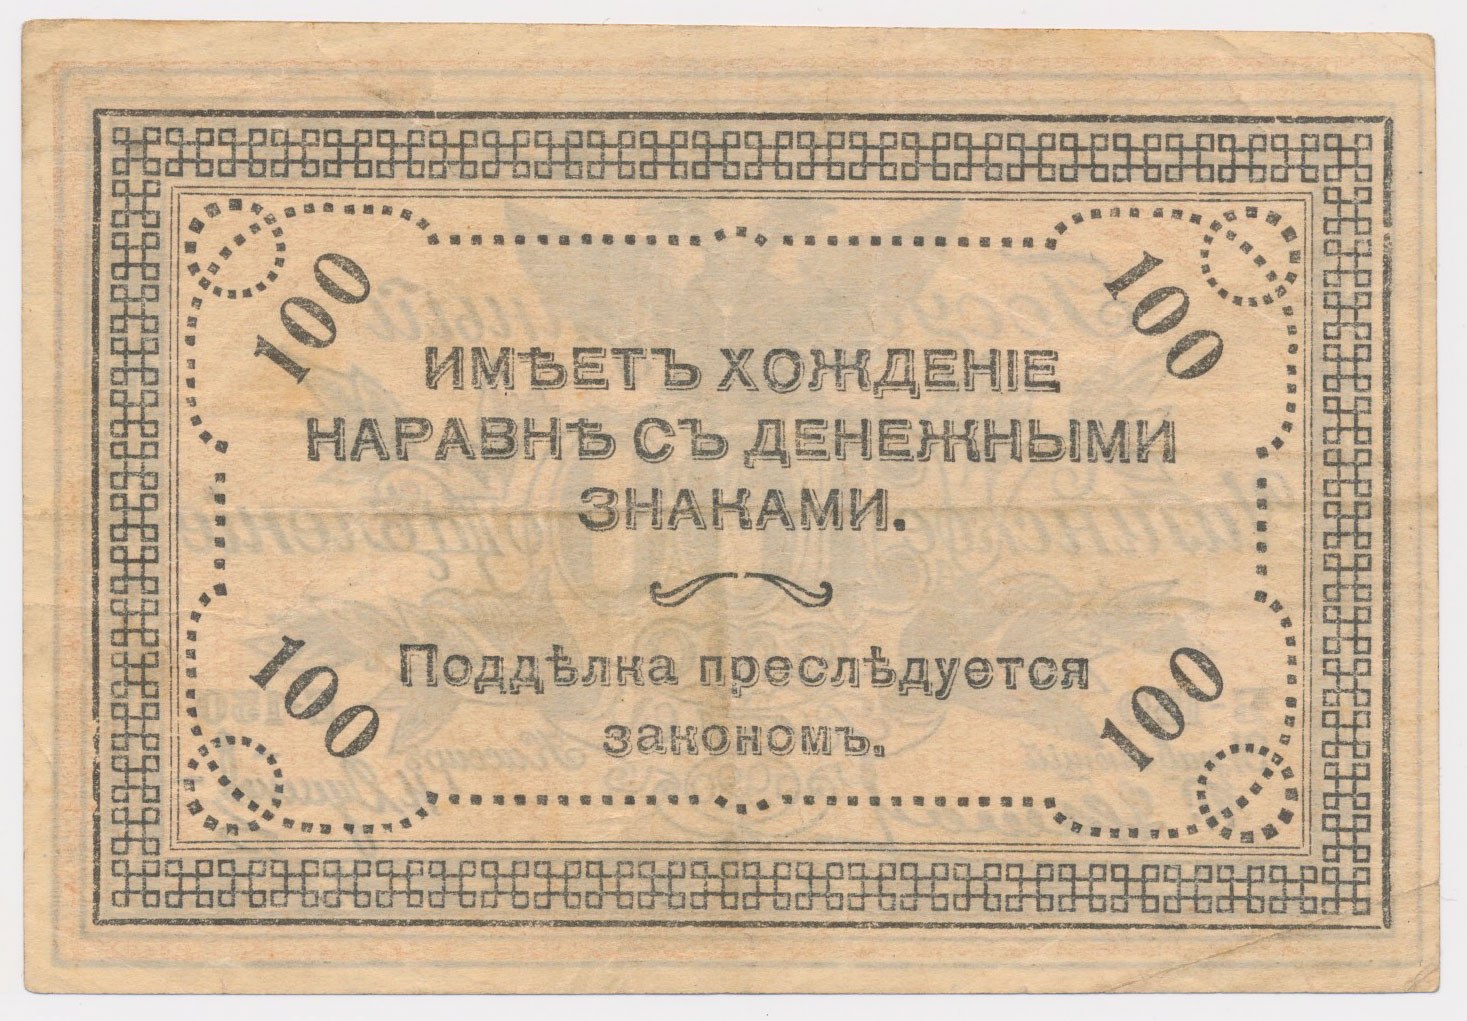 100
100
ИМѢЕТЪ ХОЖДЕНІЕ
НАРАВНѢ СЪ ДЕНЕЖНЫМИ
ЗНАКАМИ.
Поддѣлка преслѣдуется
закономъ.
100
100